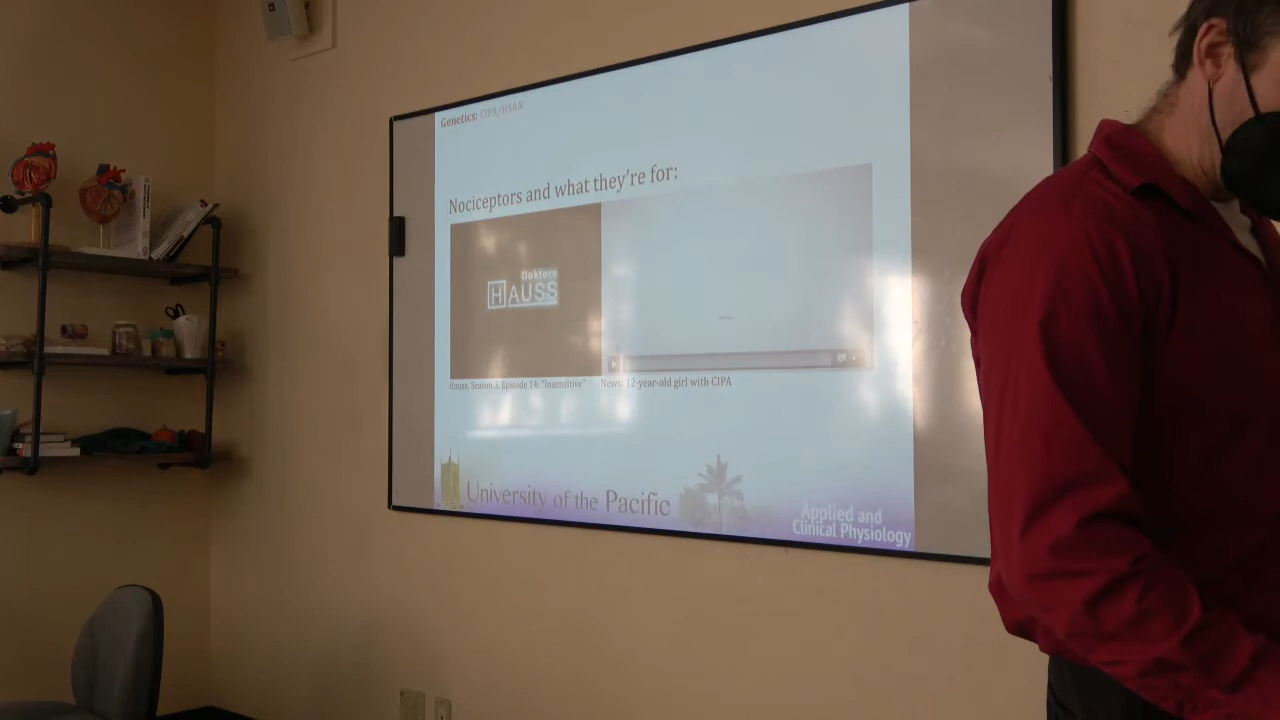 Genetics: CIPA/HSAN
Nociceptors and what they're for:
Doktors
HAUSS
House, Season 3, Episode 14: "Insensitive"
News: 12-year-old girl with CIPA
University of the Pacific
Applied and
Clinical Physiology